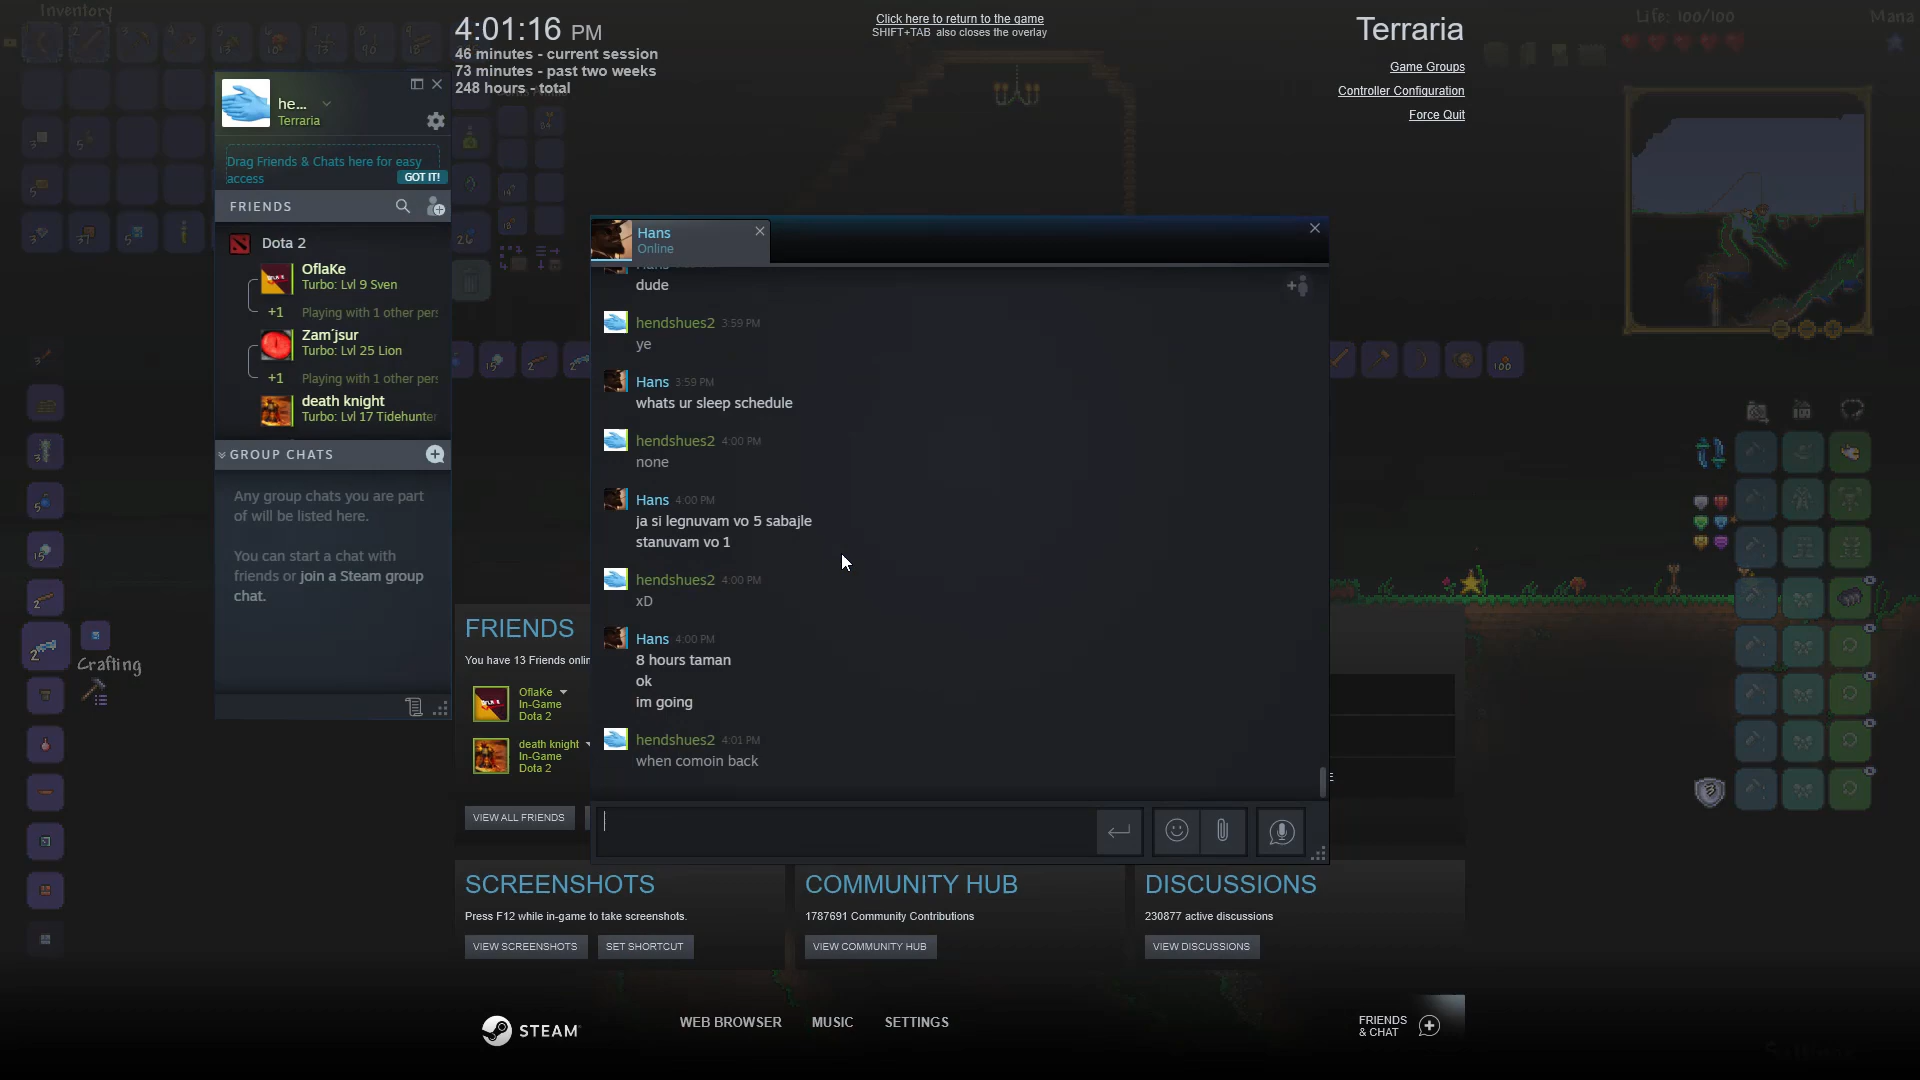 Inventory
4:01:16 PM
46 minutes - current session
73 minutes - past two weeks
248 hours - total
Click here to return to the game
SHIFT+TAB also closes the overlay
Terraria
Game Groups
Controller Configuration
Force Quit
Life: 100/100
Mana
he...
Terraria
Drag Friends & Chats here for easy
access
GOT IT!
FRIENDS
Dota 2
OflaKe
Turbo: Lvl 9 Sven
+1 Playing with 1 other pers
Zam´jsur
Turbo: Lvl 25 Lion
+1 Playing with 1 other pers
death knight
Turbo: Lvl 17 Tidehunter
GROUP CHATS
Any group chats you are part
of will be listed here.
You can start a chat with
friends or join a Steam group
chat.
Crafting
Hans
Online
dude
hendshues2 3:59 PM
ye
Hans 3:59 PM
whats ur sleep schedule
hendshues2 4:00 PM
none
Hans 4:00 PM
ja si legnuvam vo 5 sabajle
stanuvam vo 1
hendshues2 4:00 PM
xD
Hans 4:00 PM
8 hours taman
ok
im going
hendshues2 4:01 PM
when comoin back
FRIENDS
You have 13 Friends onlin
OflaKe
In-Game
Dota 2
death knight
In-Game
Dota 2
VIEW ALL FRIENDS
SCREENSHOTS
Press F12 while in-game to take screenshots.
VIEW SCREENSHOTS
SET SHORTCUT
COMMUNITY HUB
1787691 Community Contributions
VIEW COMMUNITY HUB
DISCUSSIONS
230877 active discussions
VIEW DISCUSSIONS
STEAM
WEB BROWSER
MUSIC
SETTINGS
FRIENDS
& CHAT